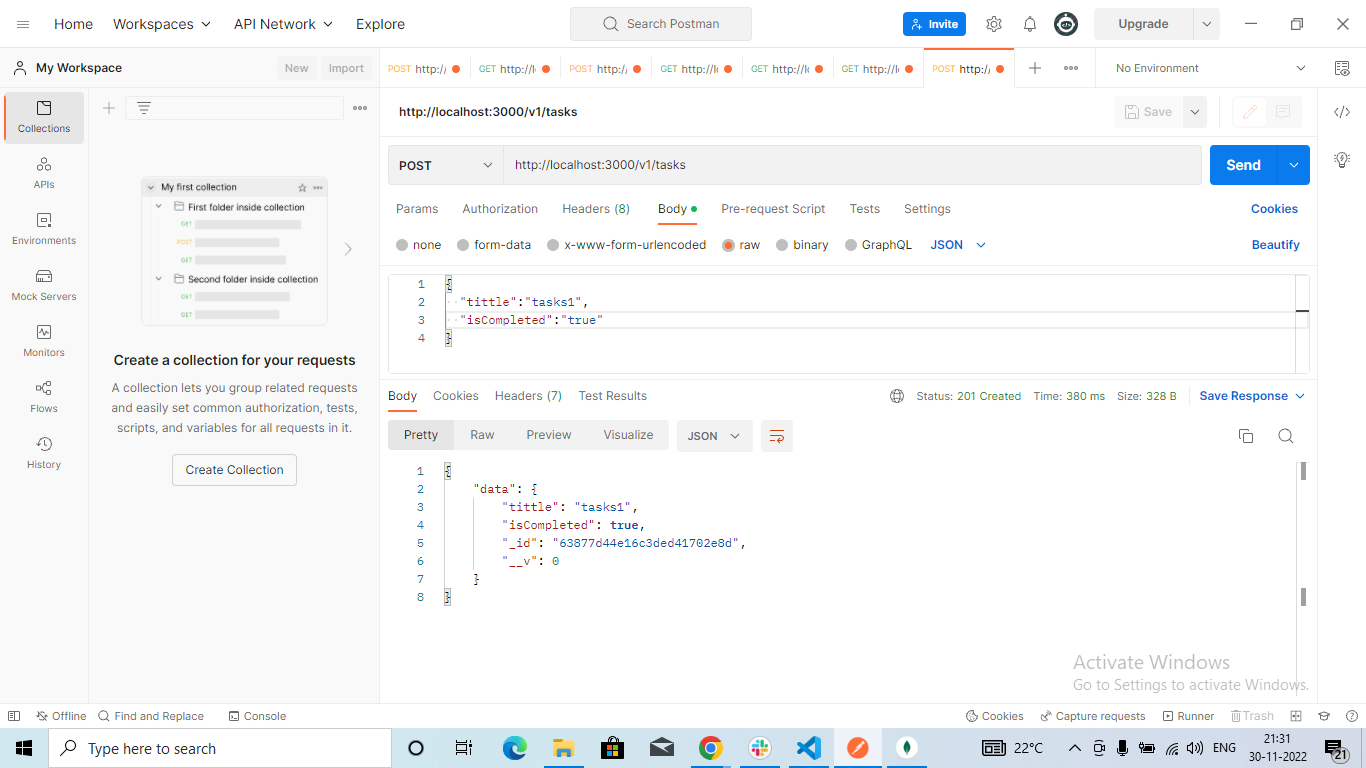 Home Workspaces API Network Explore
Search Postman
Invite
Upgrade
My Workspace
New Import
POST http:/ GET http://l POST http:/ GET http://l GET http://l GET http://l POST http:/
No Environment
Collections
APIs
Environments
Mock Servers
Monitors
Flows
History
My first collection
First folder inside collection
GET
POST
GET
Second folder inside collection
GET
GET
Create a collection for your requests
A collection lets you group related requests
and easily set common authorization, tests,
scripts, and variables for all requests in it.
Create Collection
http://localhost:3000/v1/tasks
Save
POST http://localhost:3000/v1/tasks
Send
Params Authorization Headers (8) Body Pre-request Script Tests Settings Cookies
none form-data x-www-form-urlencoded raw binary GraphQL JSON Beautify
1 {
2 "tittle":"tasks1",
3 "isCompleted":"true"
4 }
Body Cookies Headers (7) Test Results
Status: 201 Created Time: 380 ms Size: 328 B Save Response
Pretty Raw Preview Visualize JSON
1 {
2 "data": {
3 "tittle": "tasks1",
4 "isCompleted": true,
5 "_id": "63877d44e16c3ded41702e8d",
6 "__v": 0
7 }
8 }
Activate Windows
Go to Settings to activate Windows.
Offline Find and Replace Console
Cookies Capture requests Runner Trash
Type here to search
22°C
ENG
21:31
30-11-2022
21